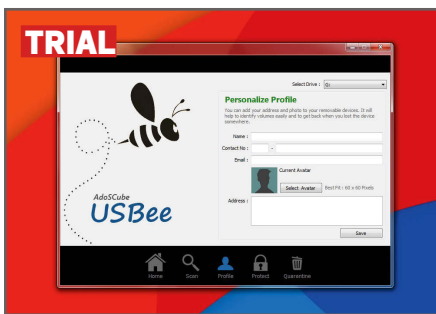 TRIAL
Select Drive : G:
Personalize Profile
You can add your address and photo to your removable devices. It will
help to identify volumes easily and to get back when you lost the device
somewhere.
Name :
Contact No : -
Email :
Current Avatar
Select Avatar Best Fit : 60 x 60 Pixels
Address :
AdoSCube
USBee
Save
Home Scan Profile Protect Quarantine